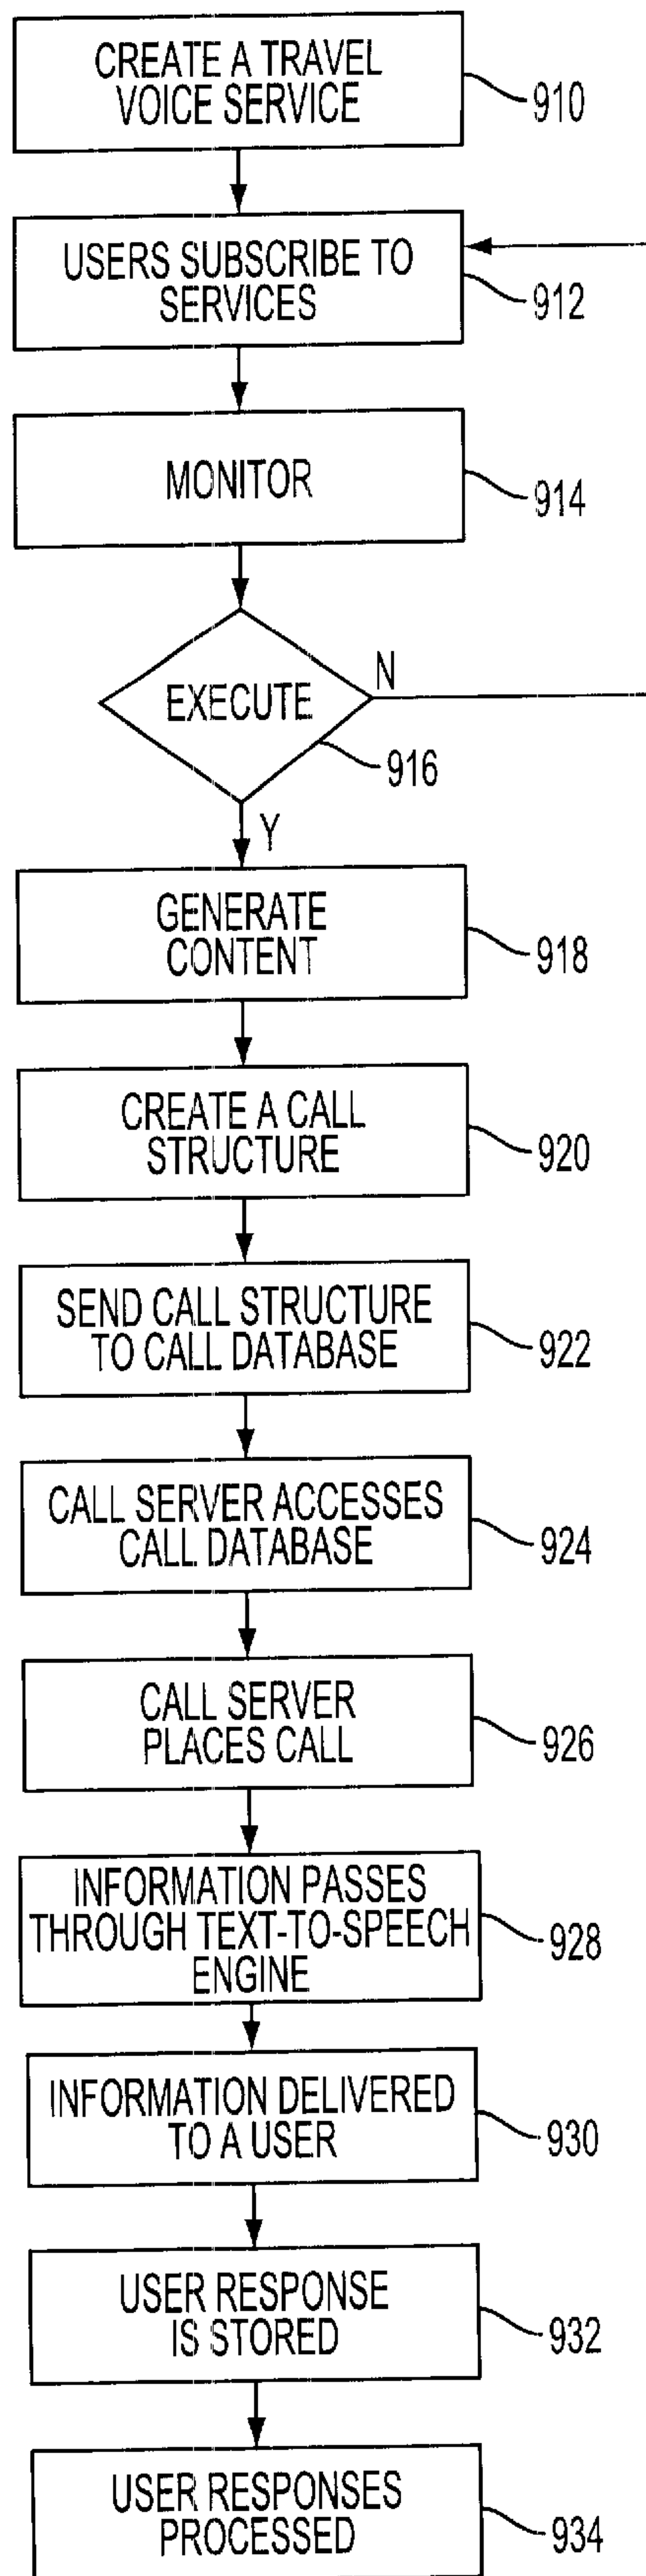 CREATE A TRAVEL
VOICE SERVICE
910
USERS SUBSCRIBE TO
SERVICES
912
MONITOR
914
EXECUTE
N
916
Y
GENERATE
CONTENT
918
CREATE A CALL
STRUCTURE
920
SEND CALL STRUCTURE
TO CALL DATABASE
922
CALL SERVER ACCESSES
CALL DATABASE
924
CALL SERVER
PLACES CALL
926
INFORMATION PASSES
THROUGH TEXT-TO-SPEECH
ENGINE
928
INFORMATION DELIVERED
TO A USER
930
USER RESPONSE
IS STORED
932
USER RESPONSES
PROCESSED
934